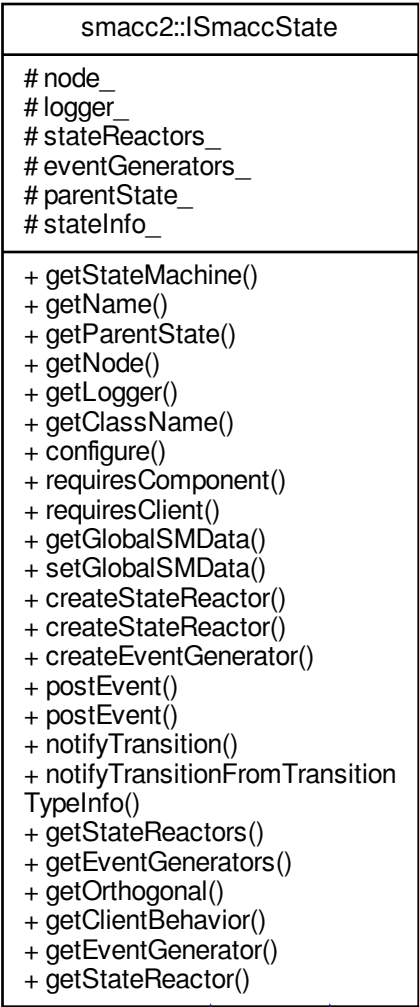 smacc2::ISmaccState
# node_
# logger_
# stateReactors_
# eventGenerators_
# parentState_
# stateInfo_
+ getStateMachine()
+ getName()
+ getParentState()
+ getNode()
+ getLogger()
+ getClassName()
+ configure()
+ requiresComponent()
+ requiresClient()
+ getGlobalSMData()
+ setGlobalSMData()
+ createStateReactor()
+ createStateReactor()
+ createEventGenerator()
+ postEvent()
+ postEvent()
+ notifyTransition()
+ notifyTransitionFromTransition
TypeInfo()
+ getStateReactors()
+ getEventGenerators()
+ getOrthogonal()
+ getClientBehavior()
+ getEventGenerator()
+ getStateReactor()